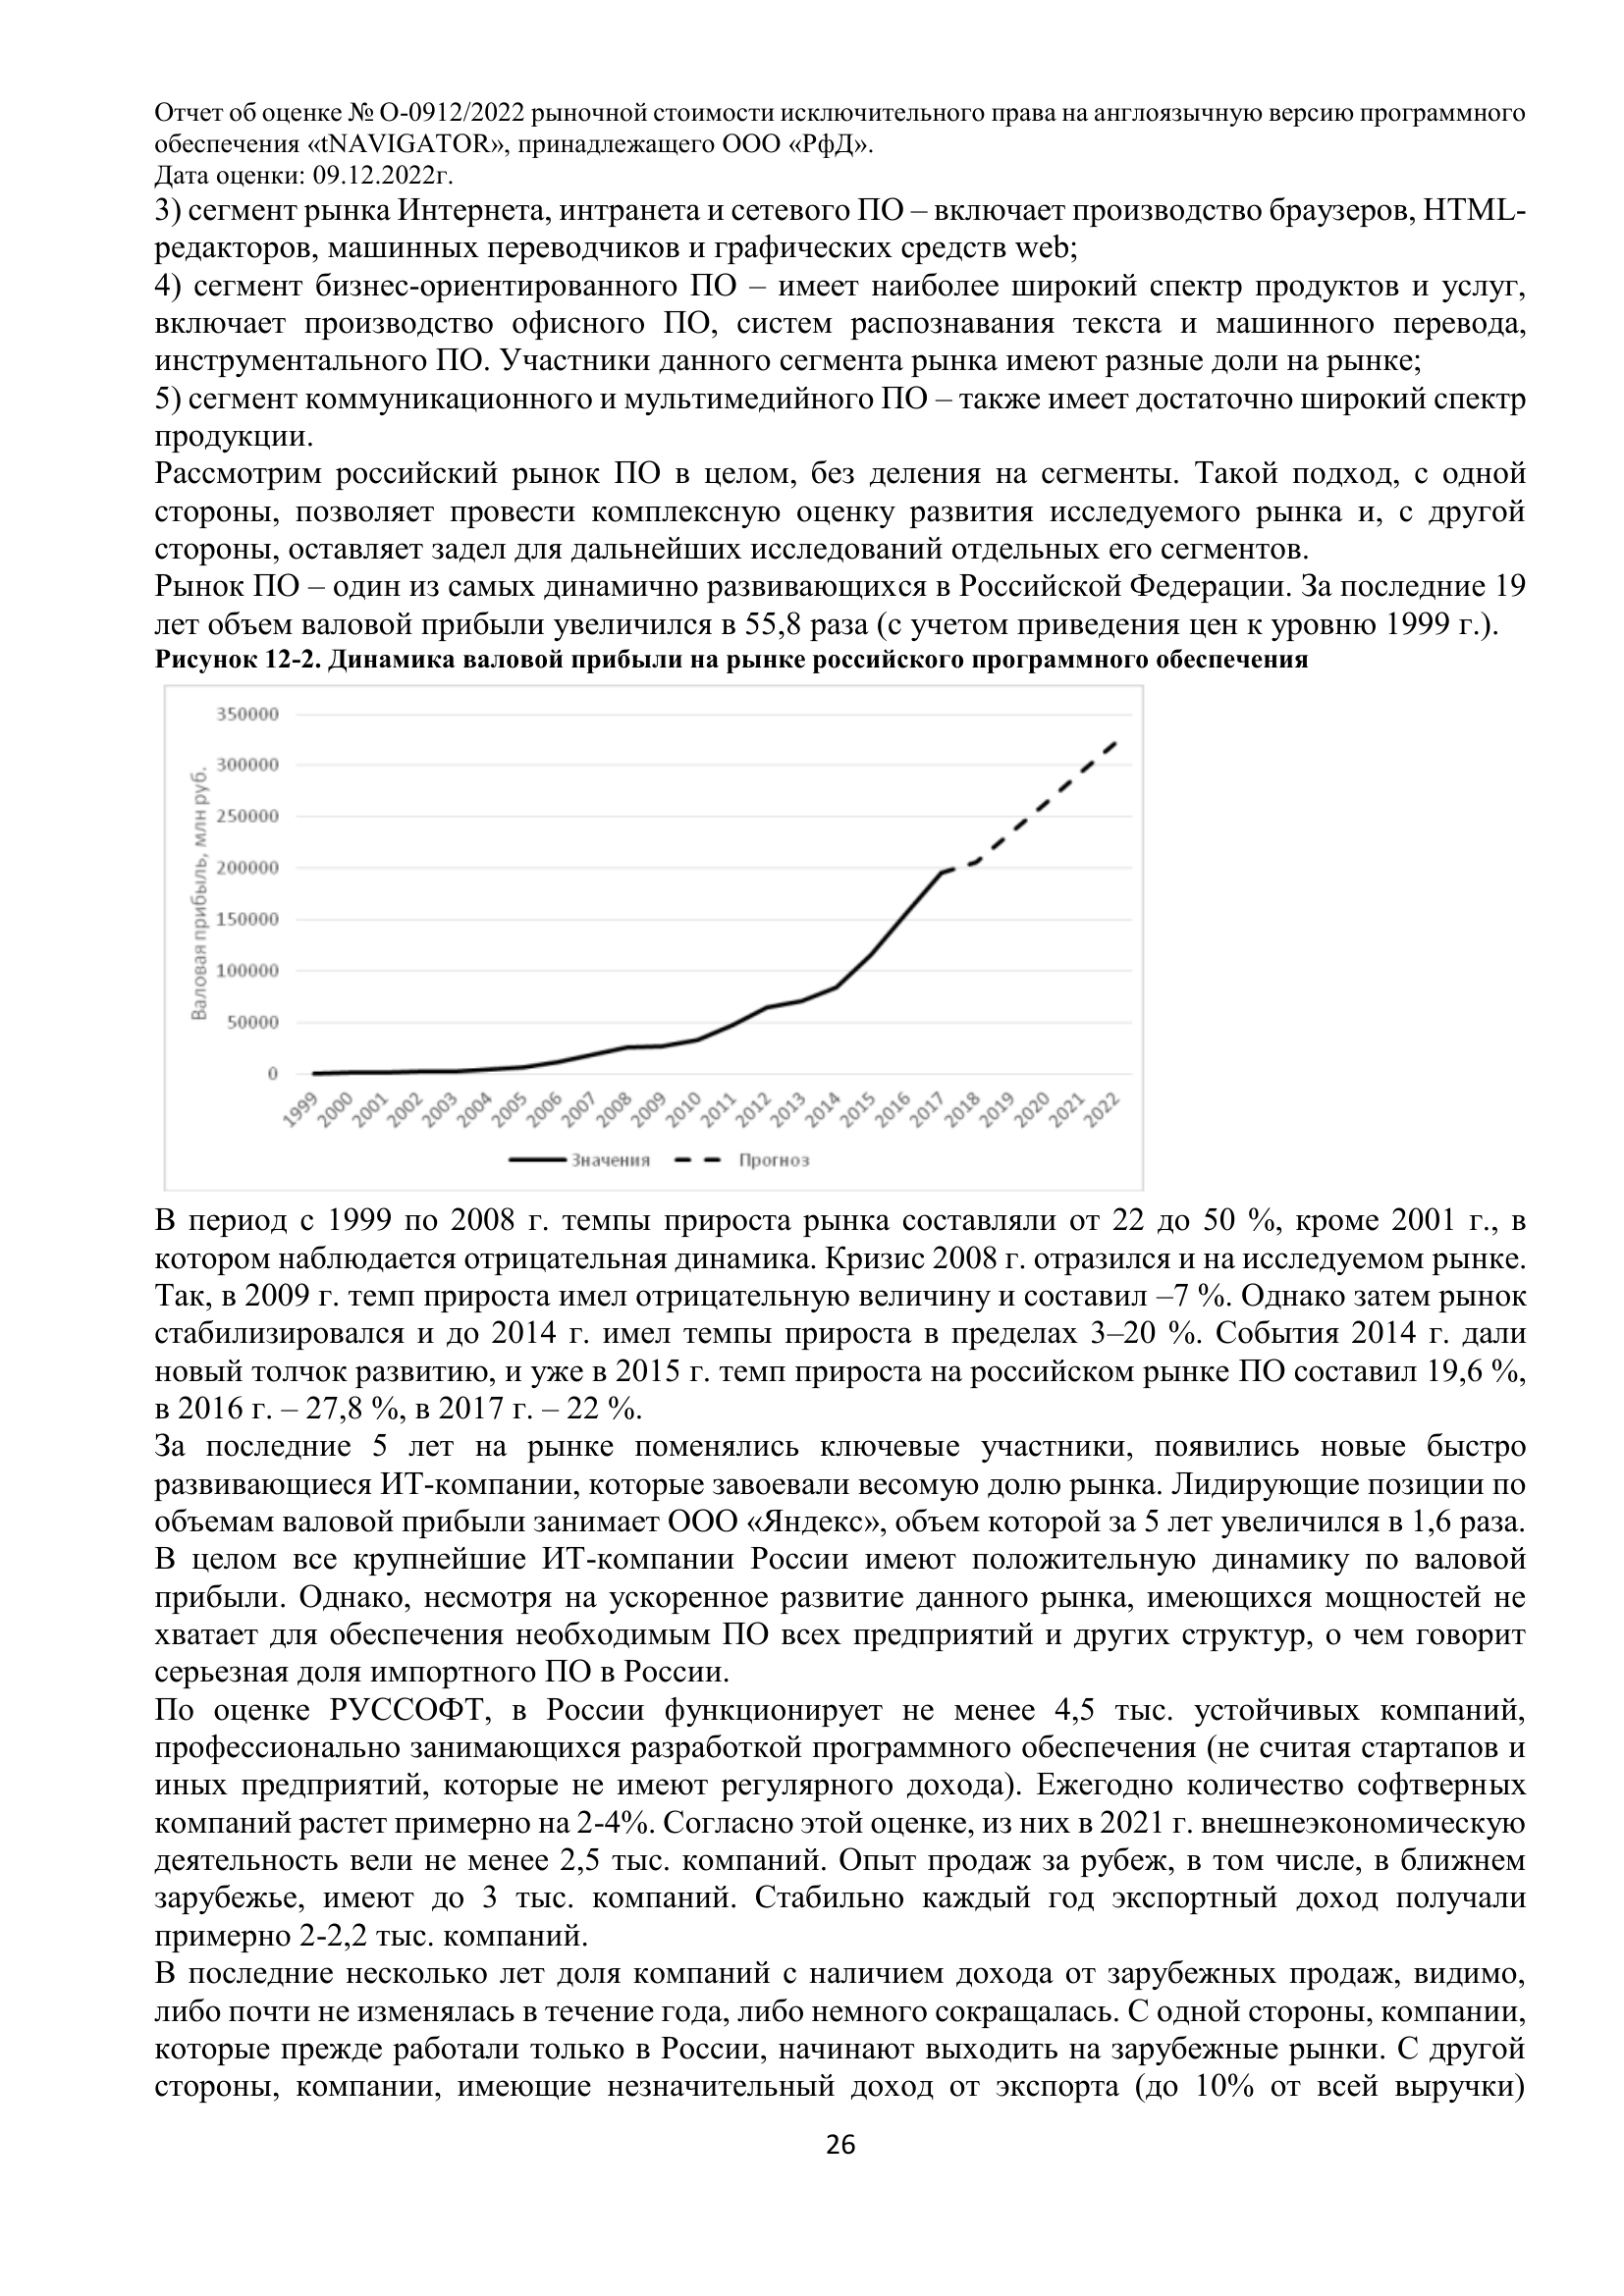 Отчет об оценке № О-0912/2022 рыночной стоимости исключительного права на англоязычную версию программного
обеспечения «tNAVIGATOR», принадлежащего ООО «РфД».
Дата оценки: 09.12.2022г.
3) сегмент рынка Интернета, интранета и сетевого ПО – включает производство браузеров, HTML-
редакторов, машинных переводчиков и графических средств web;
4) сегмент бизнес-ориентированного ПО – имеет наиболее широкий спектр продуктов и услуг,
включает производство офисного ПО, систем распознавания текста и машинного перевода,
инструментального ПО. Участники данного сегмента рынка имеют разные доли на рынке;
5) сегмент коммуникационного и мультимедийного ПО – также имеет достаточно широкий спектр
продукции.
Рассмотрим российский рынок ПО в целом, без деления на сегменты. Такой подход, с одной
стороны, позволяет провести комплексную оценку развития исследуемого рынка и, с другой
стороны, оставляет задел для дальнейших исследований отдельных его сегментов.
Рынок ПО – один из самых динамично развивающихся в Российской Федерации. За последние 19
лет объем валовой прибыли увеличился в 55,8 раза (с учетом приведения цен к уровню 1999 г.).
Рисунок 12-2. Динамика валовой прибыли на рынке российского программного обеспечения
Валовая прибыль, млн руб.
350000
300000
250000
200000
150000
100000
50000
0
1999 2000 2001 2002 2003 2004 2005 2006 2007 2008 2009 2010 2011 2012 2013 2014 2015 2016 2017 2018 2019 2020 2021 2022
Значения Прогноз
В период с 1999 по 2008 г. темпы прироста рынка составляли от 22 до 50 %, кроме 2001 г., в
котором наблюдается отрицательная динамика. Кризис 2008 г. отразился и на исследуемом рынке.
Так, в 2009 г. темп прироста имел отрицательную величину и составил –7 %. Однако затем рынок
стабилизировался и до 2014 г. имел темпы прироста в пределах 3–20 %. События 2014 г. дали
новый толчок развитию, и уже в 2015 г. темп прироста на российском рынке ПО составил 19,6 %,
в 2016 г. – 27,8 %, в 2017 г. – 22 %.
За последние 5 лет на рынке поменялись ключевые участники, появились новые быстро
развивающиеся ИТ-компании, которые завоевали весомую долю рынка. Лидирующие позиции по
объемам валовой прибыли занимает ООО «Яндекс», объем которой за 5 лет увеличился в 1,6 раза.
В целом все крупнейшие ИТ-компании России имеют положительную динамику по валовой
прибыли. Однако, несмотря на ускоренное развитие данного рынка, имеющихся мощностей не
хватает для обеспечения необходимым ПО всех предприятий и других структур, о чем говорит
серьезная доля импортного ПО в России.
По оценке РУССОФТ, в России функционирует не менее 4,5 тыс. устойчивых компаний,
профессионально занимающихся разработкой программного обеспечения (не считая стартапов и
иных предприятий, которые не имеют регулярного дохода). Ежегодно количество софтверных
компаний растет примерно на 2-4%. Согласно этой оценке, из них в 2021 г. внешнеэкономическую
деятельность вели не менее 2,5 тыс. компаний. Опыт продаж за рубеж, в том числе, в ближнем
зарубежье, имеют до 3 тыс. компаний. Стабильно каждый год экспортный доход получали
примерно 2-2,2 тыс. компаний.
В последние несколько лет доля компаний с наличием дохода от зарубежных продаж, видимо,
либо почти не изменялась в течение года, либо немного сокращалась. С одной стороны, компании,
которые прежде работали только в России, начинают выходить на зарубежные рынки. С другой
стороны, компании, имеющие незначительный доход от экспорта (до 10% от всей выручки)
26